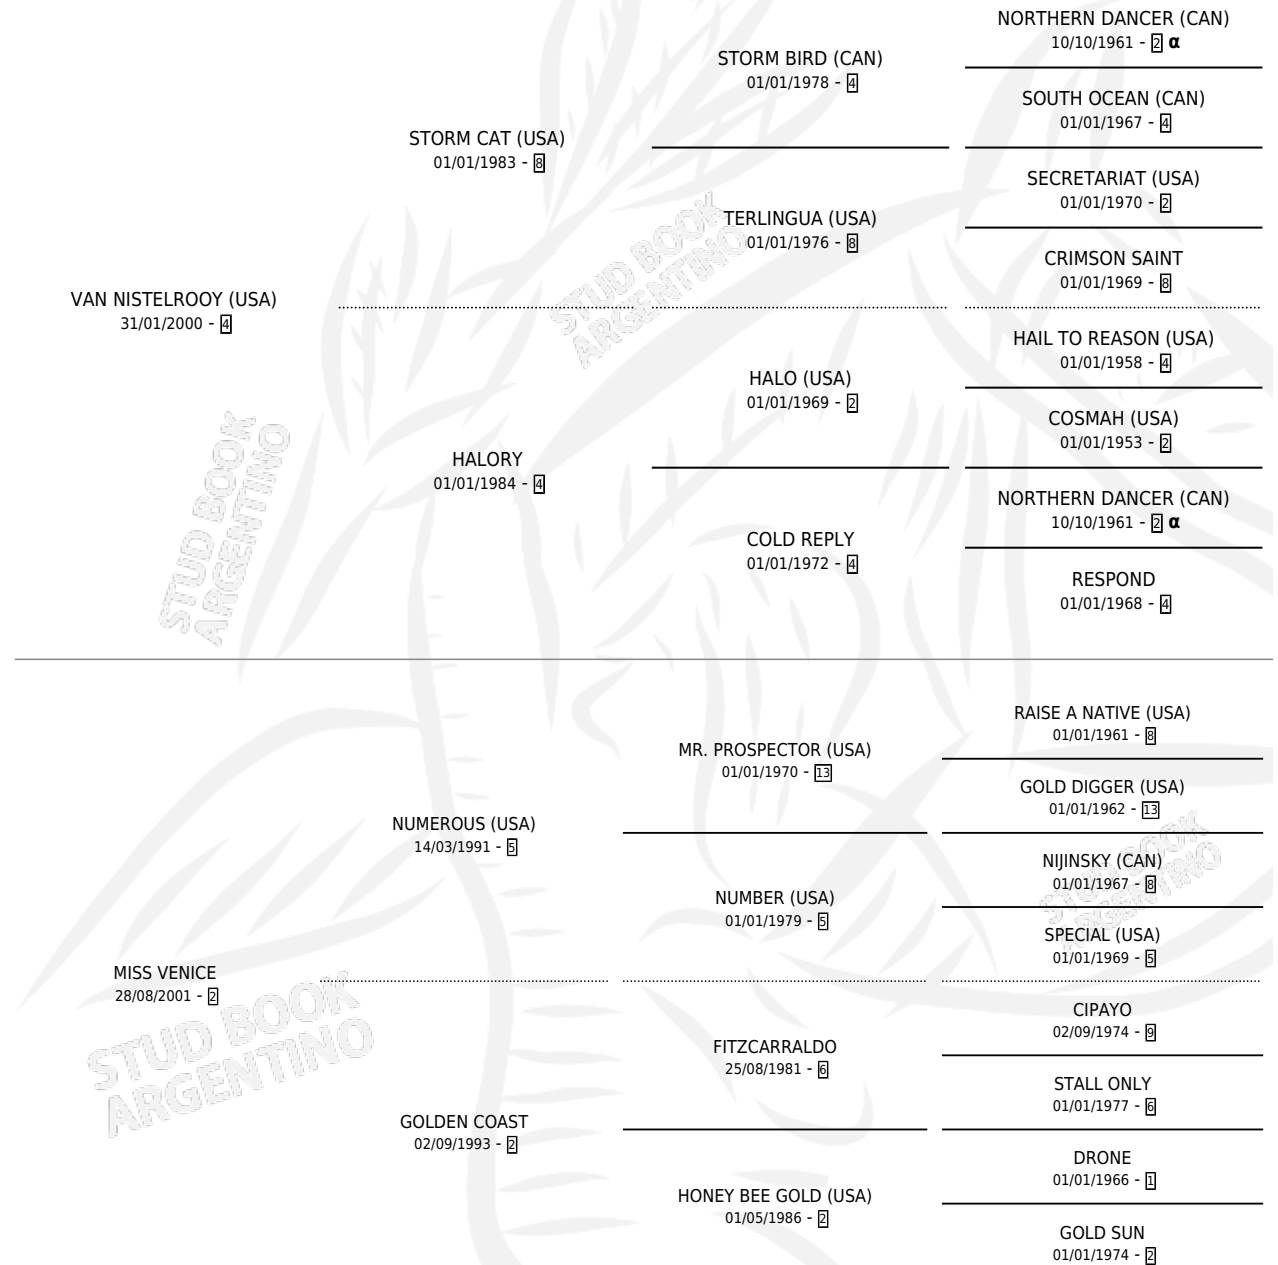 NORTHERN DANCER (CAN)
10/10/1961 - 2 α
STORM BIRD (CAN)
01/01/1978 - 4
SOUTH OCEAN (CAN)
01/01/1967 - 4
STORM CAT (USA)
01/01/1983 - 8
SECRETARIAT (USA)
01/01/1970 - 2
TERLINGUA (USA)
01/01/1976 - 8
CRIMSON SAINT
01/01/1969 - 8
VAN NISTELROOY (USA)
31/01/2000 - 4
HAIL TO REASON (USA)
01/01/1958 - 4
HALO (USA)
01/01/1969 - 2
COSMAH (USA)
01/01/1953 - 2
HALORY
01/01/1984 - 4
NORTHERN DANCER (CAN)
10/10/1961 - 2 α
COLD REPLY
01/01/1972 - 4
RESPOND
01/01/1968 - 4
RAISE A NATIVE (USA)
01/01/1961 - 8
MR. PROSPECTOR (USA)
01/01/1970 - 13
GOLD DIGGER (USA)
01/01/1962 - 13
NUMEROUS (USA)
14/03/1991 - 5
NIJINSKY (CAN)
01/01/1967 - 8
NUMBER (USA)
01/01/1979 - 5
SPECIAL (USA)
01/01/1969 - 5
MISS VENICE
28/08/2001 - 2
CIPAYO
02/09/1974 - 9
FITZCARRALDO
25/08/1981 - 6
STALL ONLY
01/01/1977 - 6
GOLDEN COAST
02/09/1993 - 2
DRONE
01/01/1966 - 1
HONEY BEE GOLD (USA)
01/05/1986 - 2
GOLD SUN
01/01/1974 - 2
STUD BOOK
ARGENTINO
STUD BOOK
ARGENTINO
STUD BOOK
ARGENTINO
STUD BOOK
ARGENTINO